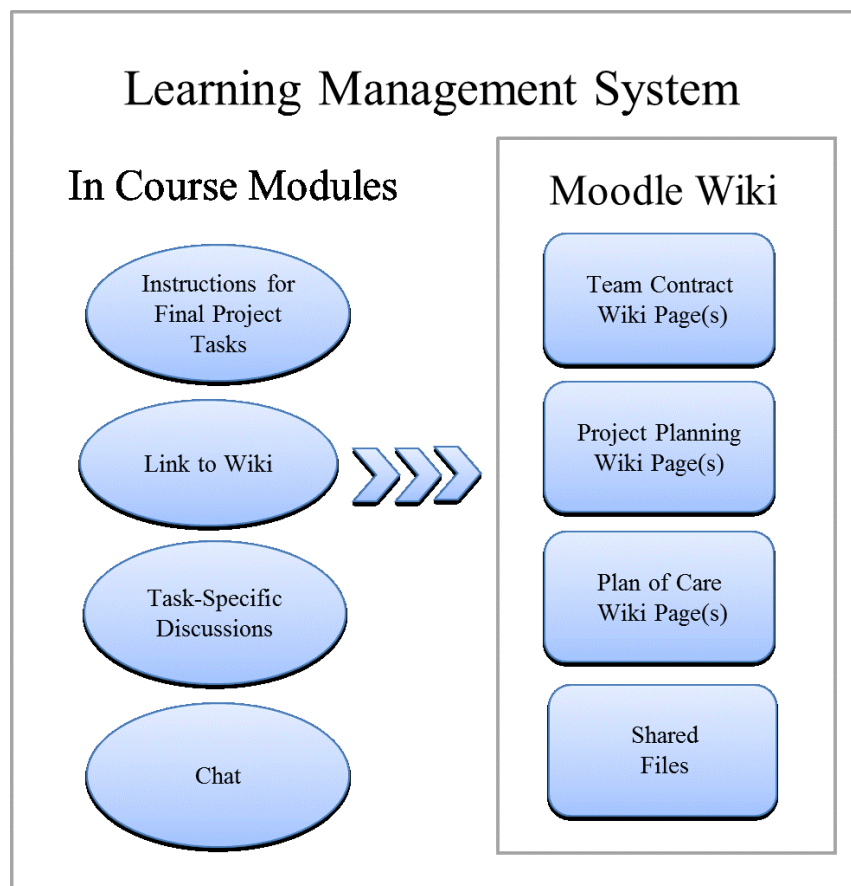 Learning Management System
In Course Modules
Instructions for
Final Project
Tasks
Link to Wiki
Task-Specific
Discussions
Chat
Moodle Wiki
Team Contract
Wiki Page(s)
Project Planning
Wiki Page(s)
Plan of Care
Wiki Page(s)
Shared
Files